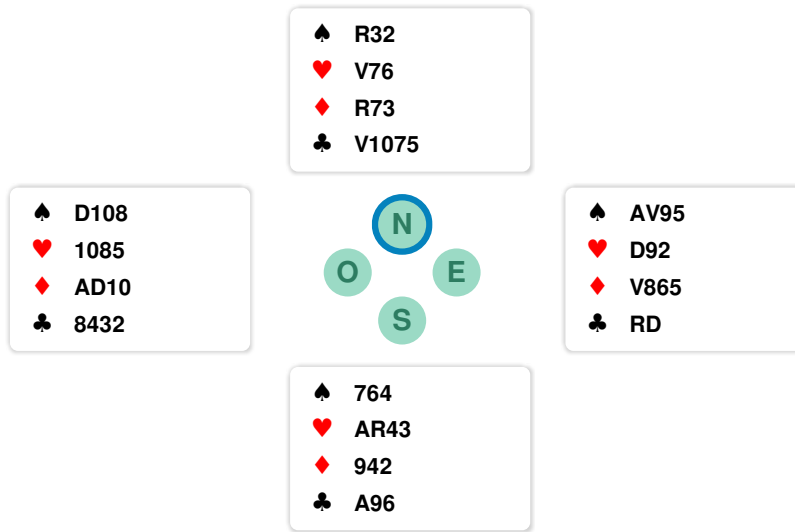 ♠ R32
♥ V76
♦ R73
♣ V1075
♠ D108
♥ 1085
♦ AD10
♣ 8432
N
O E
S
♠ AV95
♥ D92
♦ V865
♣ RD
♠ 764
♥ AR43
♦ 942
♣ A96